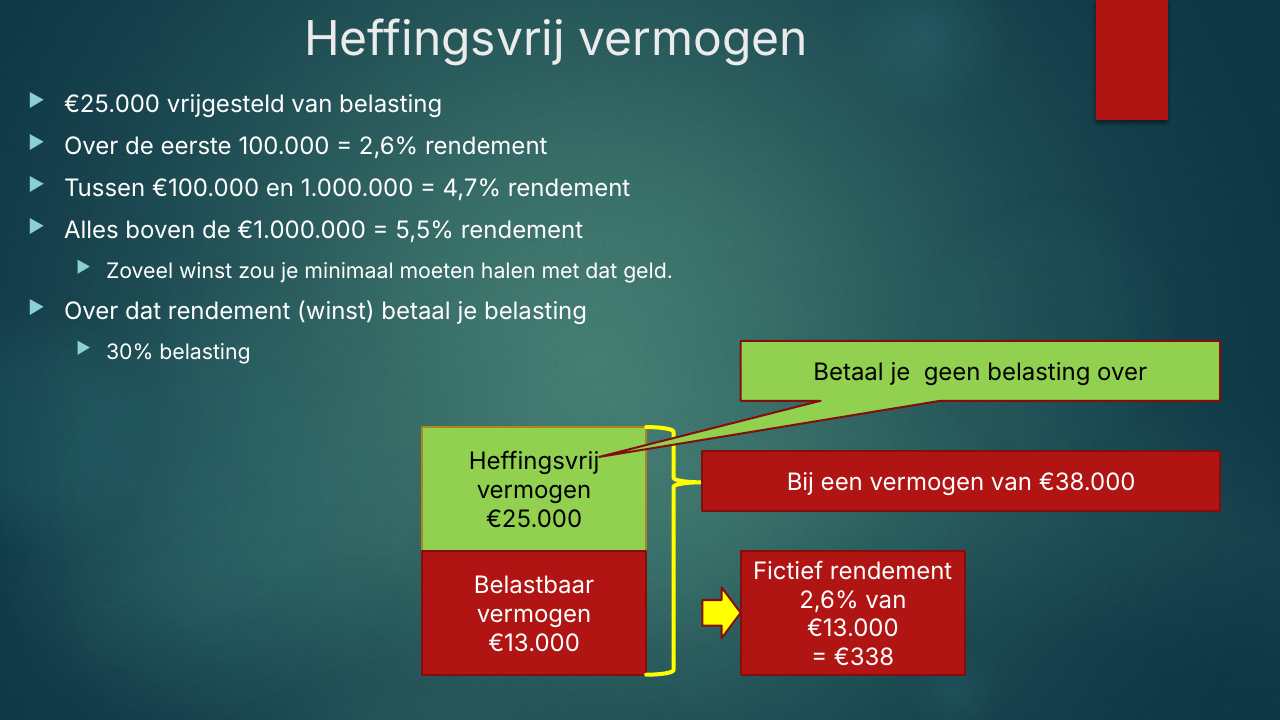 Heffingsvrij vermogen
€25.000 vrijgesteld van belasting
Over de eerste 100.000 = 2,6% rendement
Tussen €100.000 en 1.000.000 = 4,7% rendement
Alles boven de €1.000.000 = 5,5% rendement
Zoveel winst zou je minimaal moeten halen met dat geld.
Over dat rendement (winst) betaal je belasting
30% belasting
Betaal je  geen belasting over
Heffingsvrij
vermogen
€25.000
Bij een vermogen van €38.000
Belastbaar
vermogen
€13.000
Fictief rendement
2,6% van
€13.000
= €338